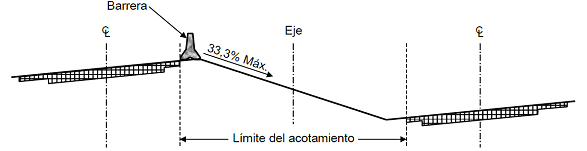 Barrera
℄
Eje
℄
33,3% Máx.
Límite del acotamiento